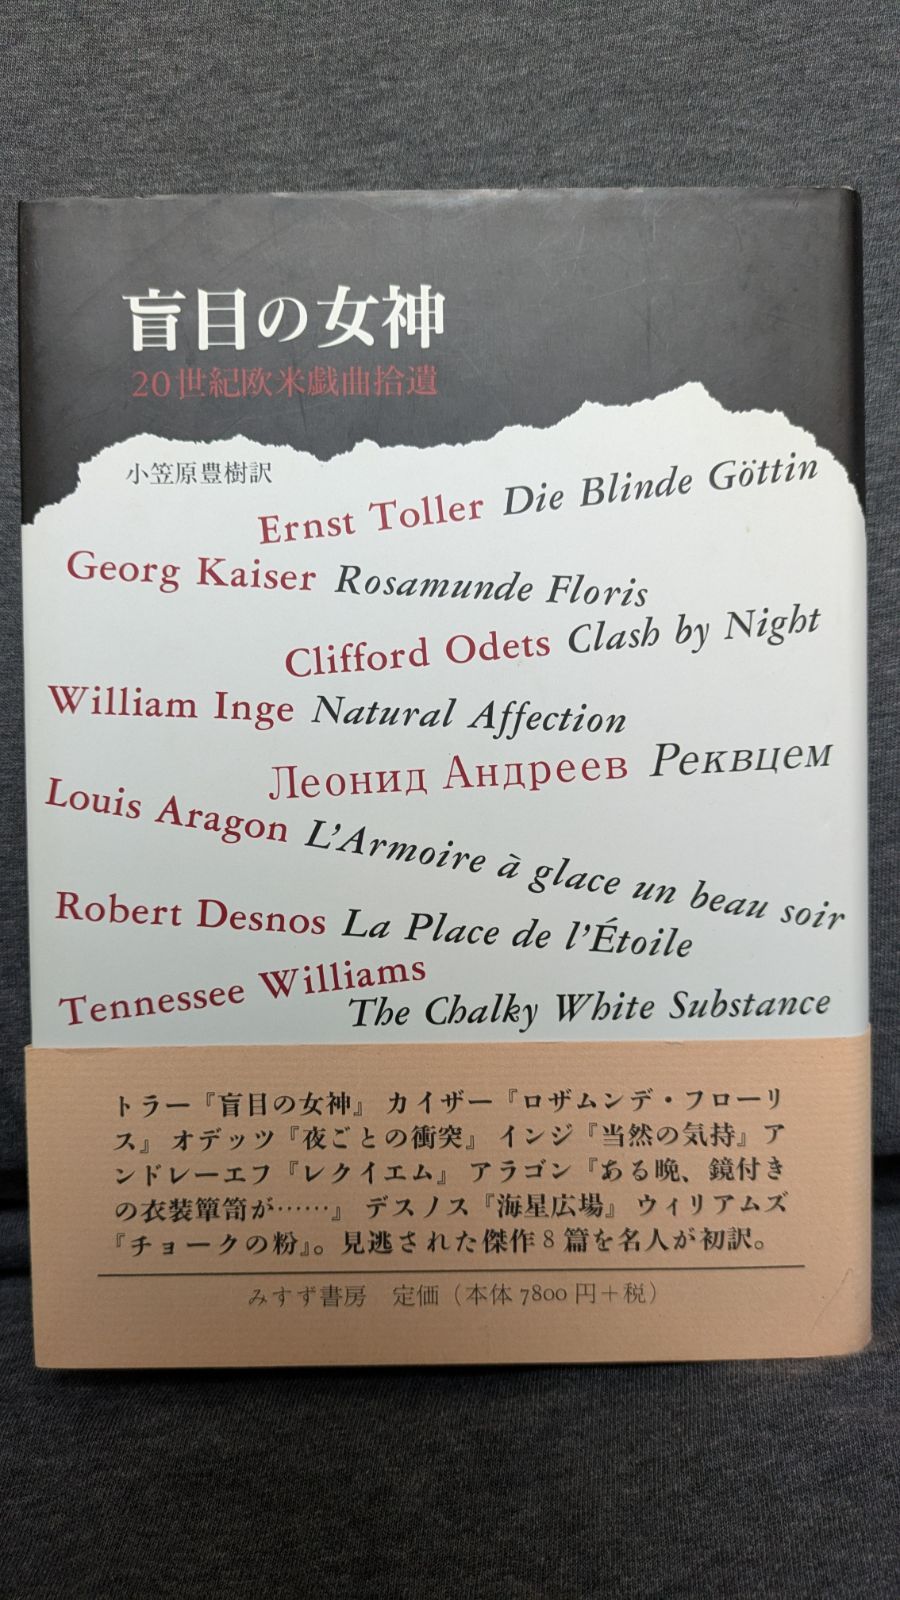 盲目の女神
20世紀欧米戯曲拾遺
小笠原豊樹訳
Ernst Toller Die Blinde Göttin
Georg Kaiser Rosamunde Floris
Clifford Odets Clash by Night
William Inge Natural Affection
Леонид Андреев Реквцем
Louis Aragon L'Armoire à glace un beau soir
Robert Desnos La Place de l'Étoile
Tennessee Williams
The Chalky White Substance
トラー『盲目の女神』 カイザー『ロザムンデ・フローリ
ス』 オデッツ『夜ごとの衝突』 インジ『当然の気持』 ア
ンドレーエフ『レクイエム』 アラゴン『ある晩、鏡付き
の衣装簞笥が……』 デスノス『海星広場』 ウィリアムズ
『チョークの粉』。見逃された傑作8篇を名人が初訳。
みすず書房 定価（本体7800円＋税）